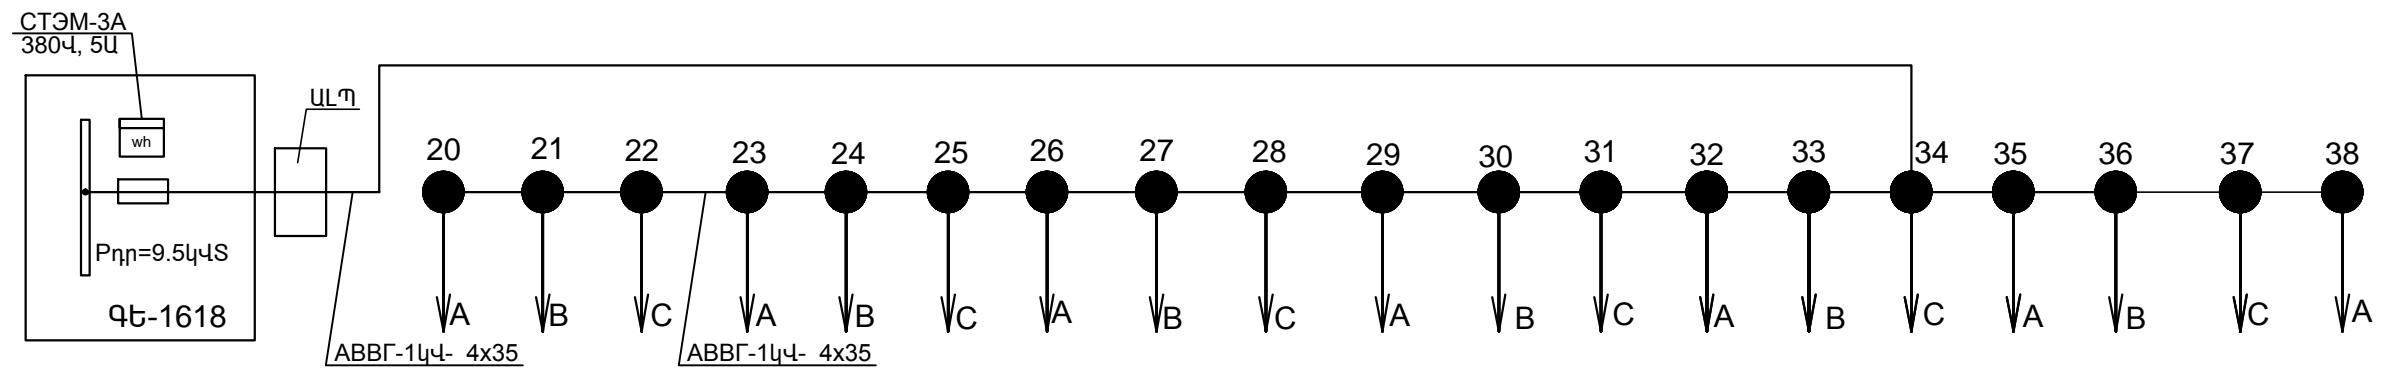 СТЭМ-3А
380Վ, 5Ա
ԱԼՊ
wh
20 21 22 23 24 25 26 27 28 29 30 31 32 33 34 35 36 37 38
Pդր=9.5կՎՏ
ԳԵ-1618
A B C A B C A B C A B C A B C A B C A
АВВГ-1կՎ- 4x35
АВВГ-1կՎ- 4x35